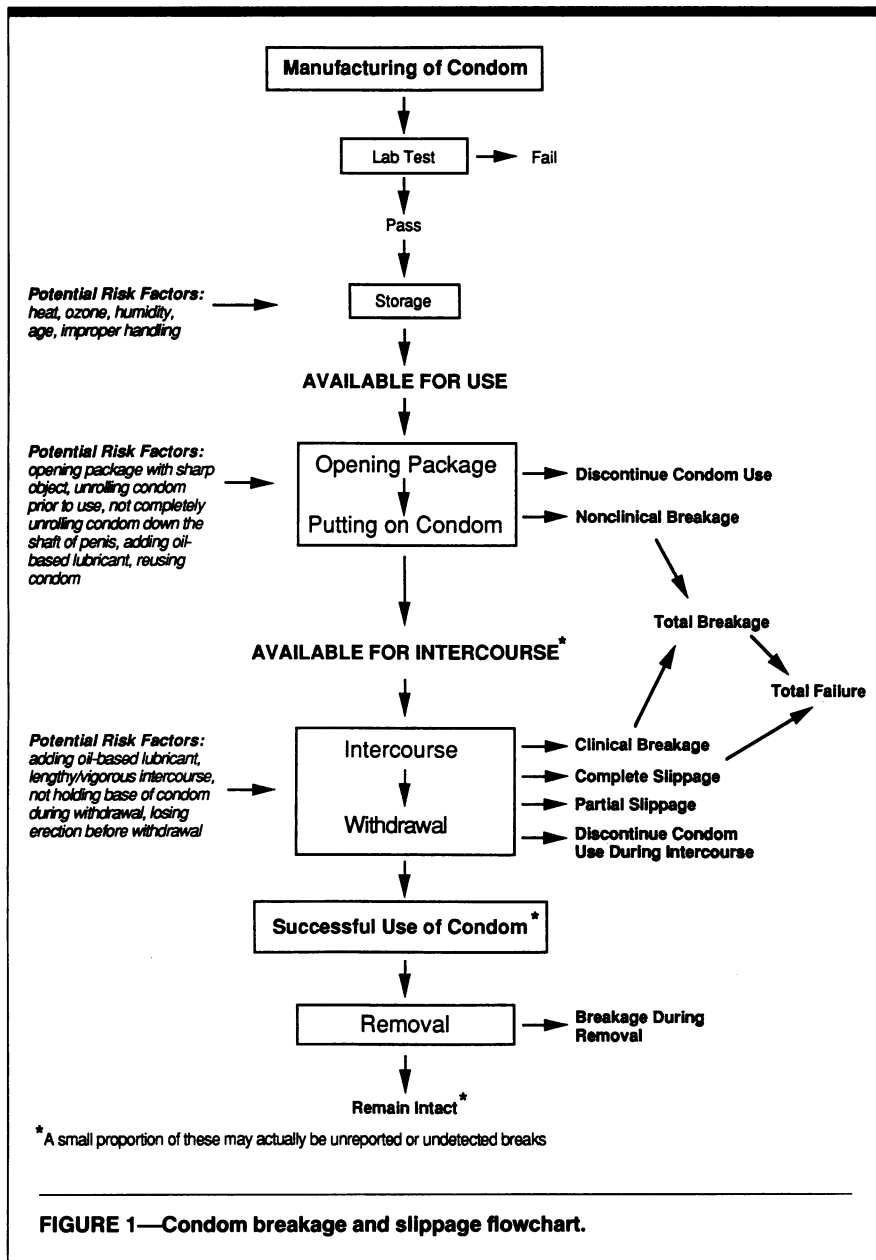 Manufacturing of Condom
Lab Test
Fail
Pass
Potential Risk Factors:
heat, ozone, humidity,
age, improper handling
Storage
AVAILABLE FOR USE
Potential Risk Factors:
opening package with sharp
object, unrolling condom
prior to use, not completely
unrolling condom down the
shaft of penis, adding oil-
based lubricant, reusing
condom
Opening Package
Putting on Condom
Discontinue Condom Use
Nonclinical Breakage
Total Breakage
Total Failure
AVAILABLE FOR INTERCOURSE*
Potential Risk Factors:
adding oil-based lubricant,
lengthy/vigorous intercourse,
not holding base of condom
during withdrawal, losing
erection before withdrawal
Intercourse
Withdrawal
Clinical Breakage
Complete Slippage
Partial Slippage
Discontinue Condom
Use During Intercourse
Successful Use of Condom*
Removal
Breakage During
Removal
Remain Intact*
*A small proportion of these may actually be unreported or undetected breaks
FIGURE 1—Condom breakage and slippage flowchart.